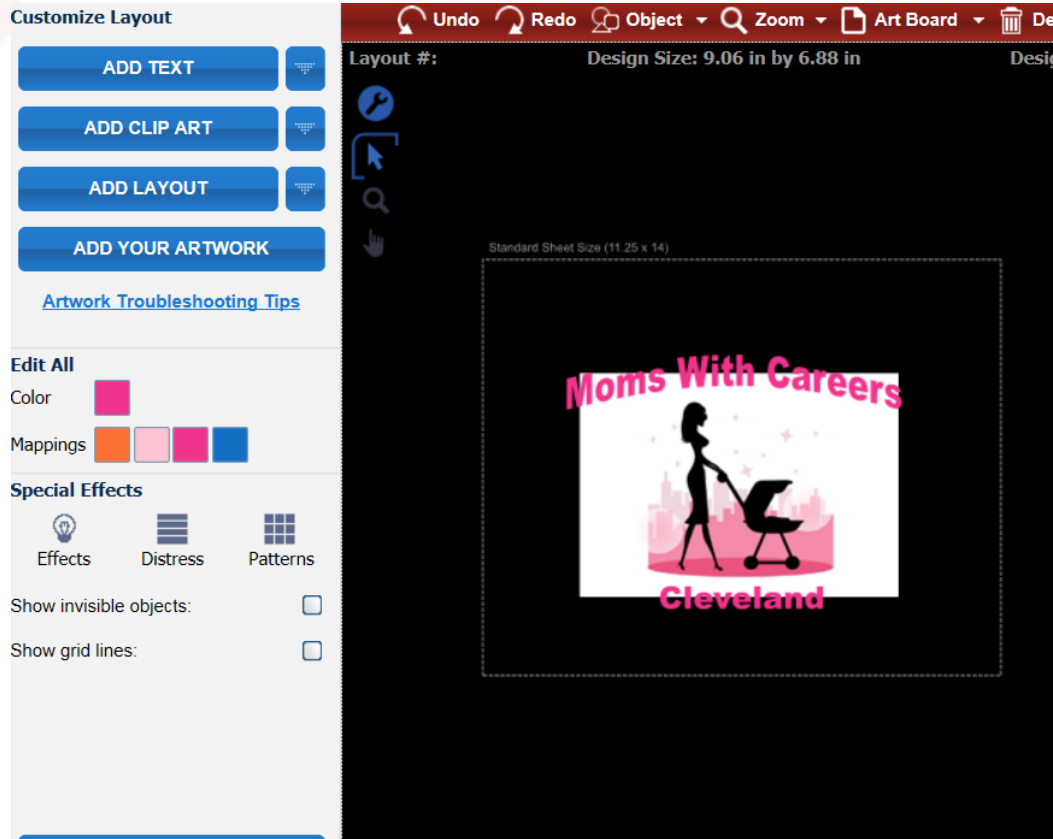 Customize Layout
Undo Redo Object Zoom Art Board
Layout #: Design Size: 9.06 in by 6.88 in
ADD TEXT
ADD CLIP ART
ADD LAYOUT
ADD YOUR ARTWORK
Artwork Troubleshooting Tips
Edit All
Color
Mappings
Special Effects
Effects Distress Patterns
Show invisible objects:
Show grid lines:
Standard Sheet Size (11.25 x 14)
Moms With Careers
Cleveland